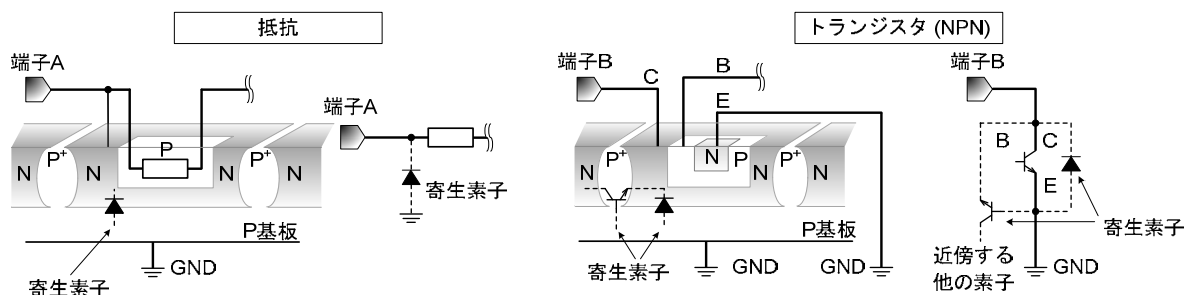 抵抗
トランジスタ (NPN)
端子A
端子A
N
P+
N
P
N
P+
N
寄生素子
P基板
GND
寄生素子
端子B
C
B
E
N
P+
N
N
P
N
P+
N
P基板
寄生素子
GND
GND
端子B
B
C
E
寄生素子
近傍する
他の素子
GND